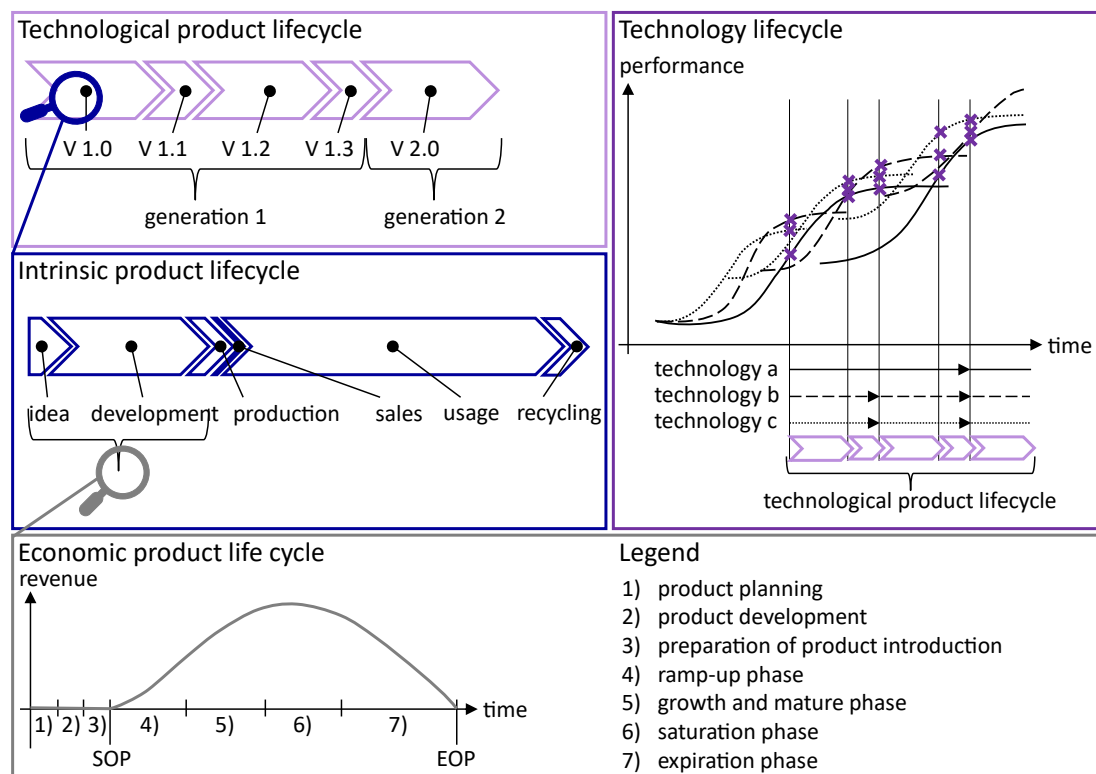 Technological product lifecycle
V 1.0 V 1.1 V 1.2 V 1.3 V 2.0
generation 1 generation 2
Intrinsic product lifecycle
idea development production sales usage recycling
Technology lifecycle
performance
time
technology a
technology b
technology c
technological product lifecycle
Economic product life cycle
revenue
time
1) 2) 3) 4) 5) 6) 7)
SOP EOP
Legend
1) product planning
2) product development
3) preparation of product introduction
4) ramp-up phase
5) growth and mature phase
6) saturation phase
7) expiration phase